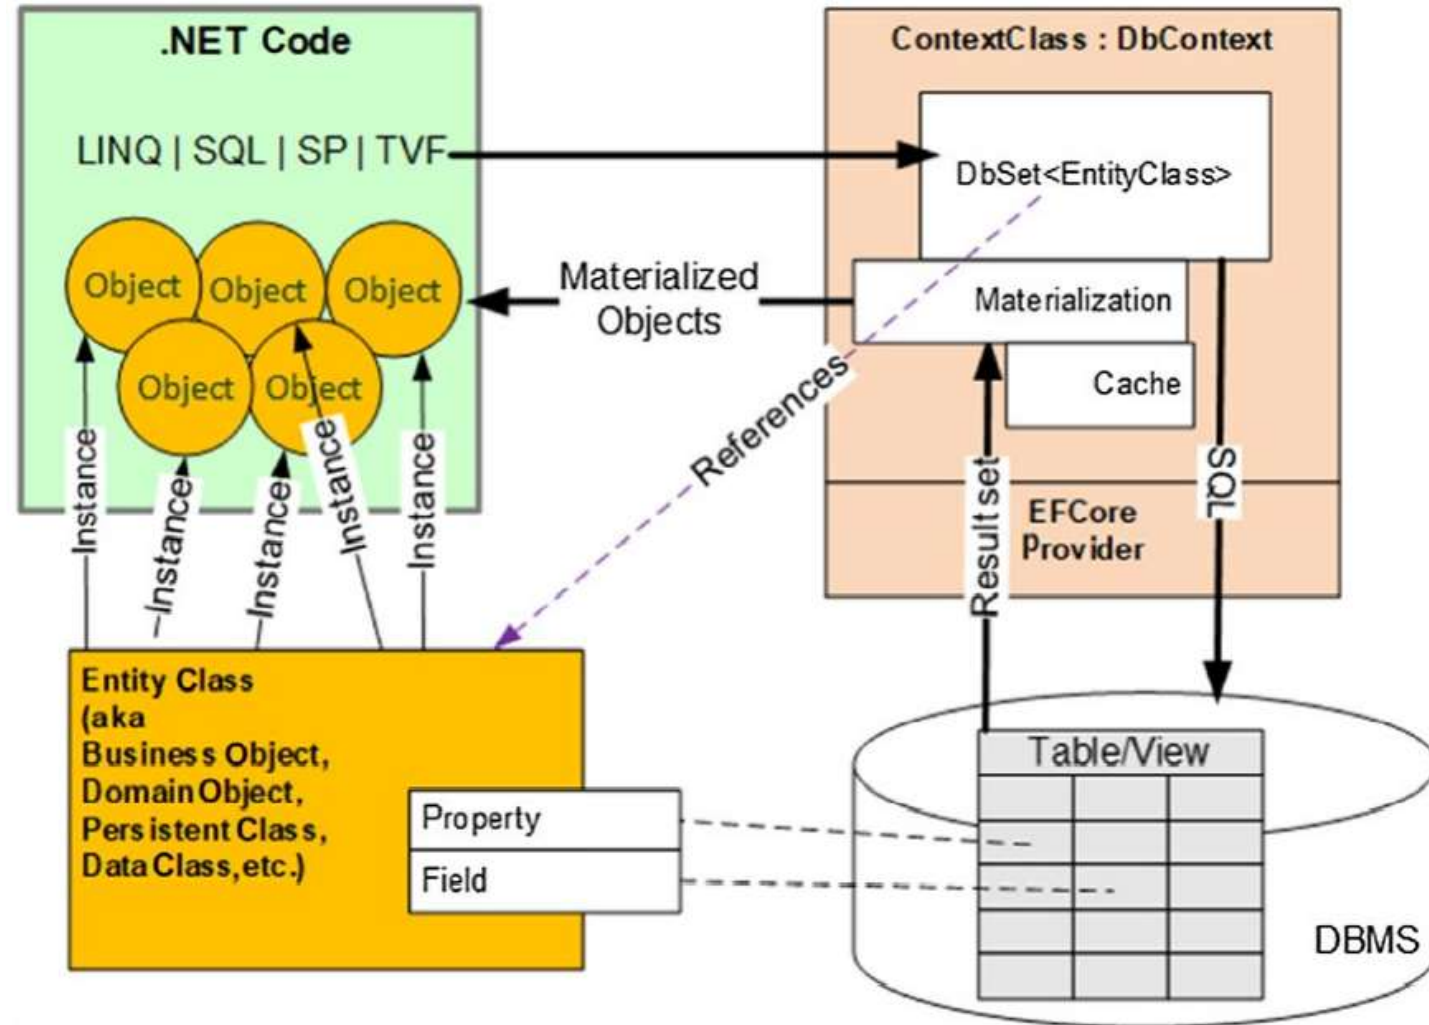 .NET Code
LINQ | SQL | SP | TVF
Object
Object
Object
Object
Object
Instance
Instance
Instance
Instance
Instance
Materialized
Objects
References
ContextClass : DbContext
DbSet<EntityClass>
Materialization
Cache
EFCore
Provider
Result set
SQL
Entity Class
(aka
Business Object,
Domain Object,
Persistent Class,
Data Class, etc.)
Property
Field
Table/View
DBMS